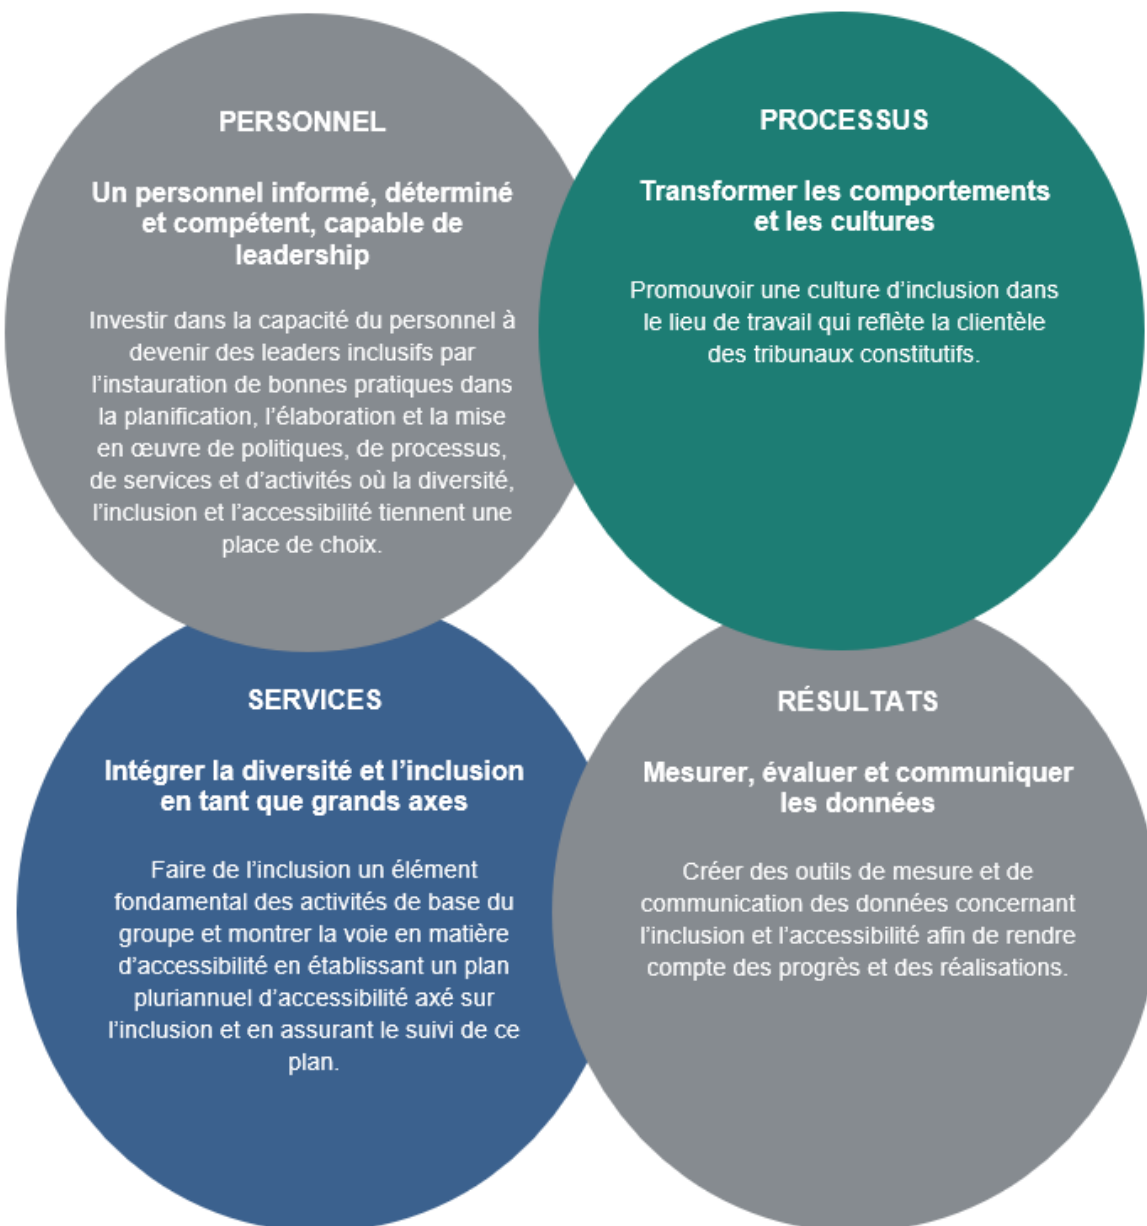 PERSONNEL
Un personnel informé, déterminé
et compétent, capable de
leadership
Investir dans la capacité du personnel à
devenir des leaders inclusifs par
l’instauration de bonnes pratiques dans
la planification, l’élaboration et la mise
en œuvre de politiques, de processus,
de services et d’activités où la diversité,
l’inclusion et l’accessibilité tiennent une
place de choix.
PROCESSUS
Transformer les comportements
et les cultures
Promouvoir une culture d’inclusion dans
le lieu de travail qui reflète la clientèle
des tribunaux constitutifs.
SERVICES
Intégrer la diversité et l’inclusion
en tant que grands axes
Faire de l’inclusion un élément
fondamental des activités de base du
groupe et montrer la voie en matière
d’accessibilité en établissant un plan
pluriannuel d’accessibilité axé sur
l’inclusion et en assurant le suivi de ce
plan.
RÉSULTATS
Mesurer, évaluer et communiquer
les données
Créer des outils de mesure et de
communication des données concernant
l’inclusion et l’accessibilité afin de rendre
compte des progrès et des réalisations.